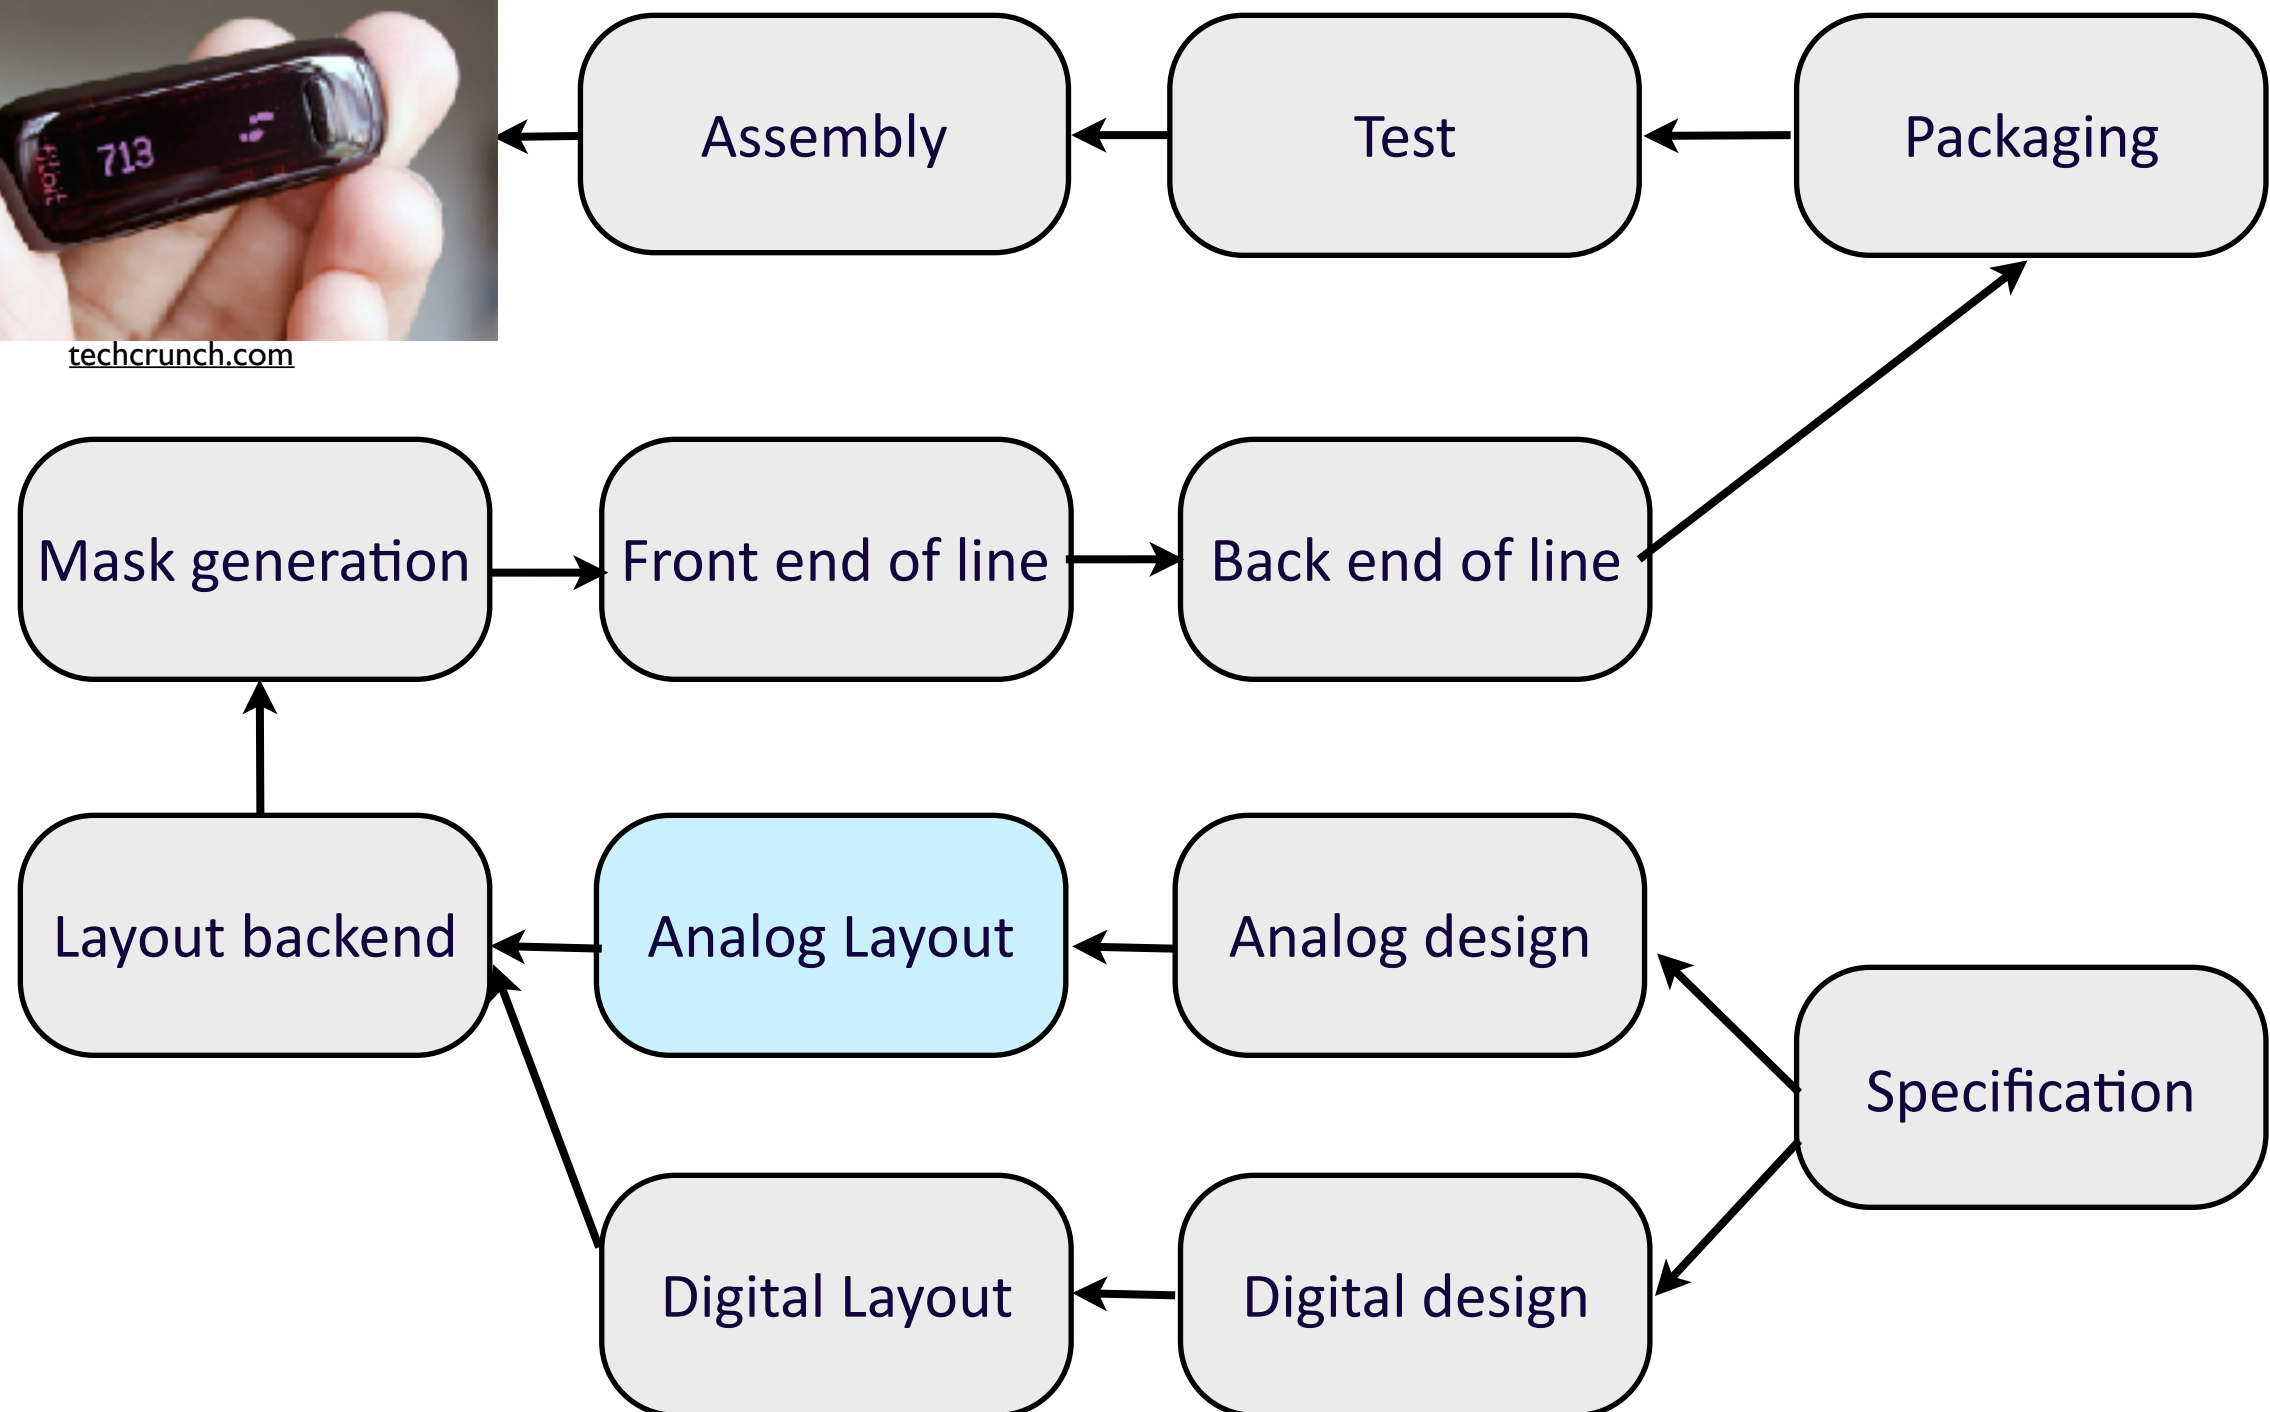 fitbit
713
techcrunch.com
Assembly
Test
Packaging
Mask generation
Front end of line
Back end of line
Layout backend
Analog Layout
Analog design
Specification
Digital Layout
Digital design